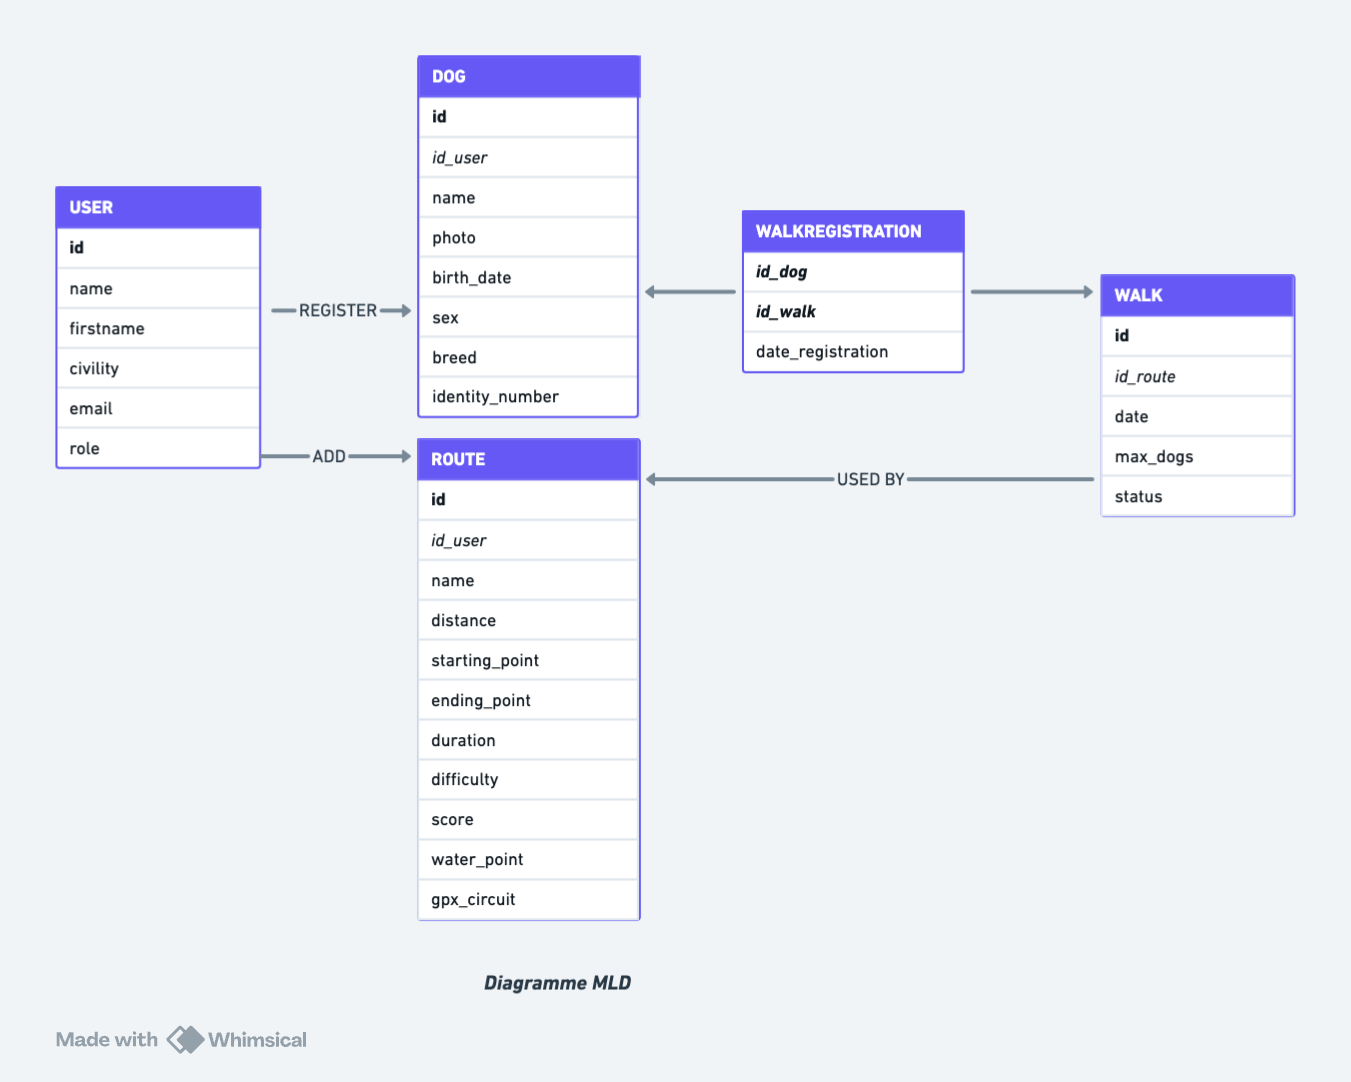 DOG
id
id_user
name
photo
birth_date
sex
breed
identity_number
USER
id
name
firstname
civility
email
role
REGISTER
ADD
WALKREGISTRATION
id_dog
id_walk
date_registration
WALK
id
id_route
date
max_dogs
status
USED BY
ROUTE
id
id_user
name
distance
starting_point
ending_point
duration
difficulty
score
water_point
gpx_circuit
Diagramme MLD
Made with Whimsical